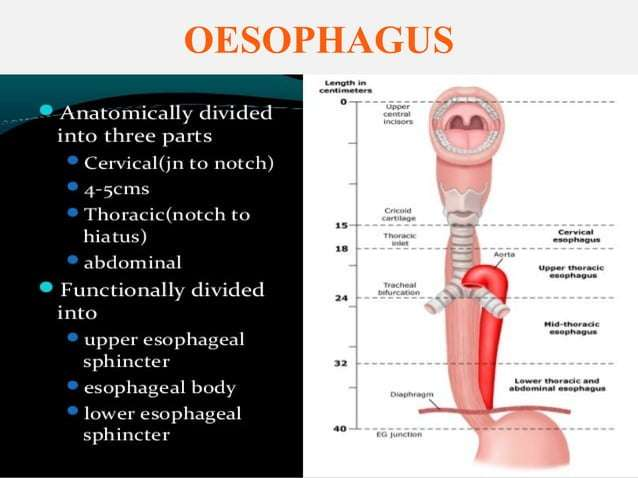 OESOPHAGUS
Anatomically divided
into three parts
Cervical(jn to notch)
4-5cms
Thoracic(notch to
hiatus)
abdominal
Functionally divided
into
upper esophageal
sphincter
esophageal body
lower esophageal
sphincter
Length in
centimeters
0
Upper
central
incisors
Cricoid
cartilage
15
Cervical
esophagus
Thoracic
inlet
18
Aorta
Upper thoracic
esophagus
Tracheal
bifurcation
24
Mid-thoracic
esophagus
32
Lower thoracic and
abdominal esophagus
Diaphragm
40
EG junction